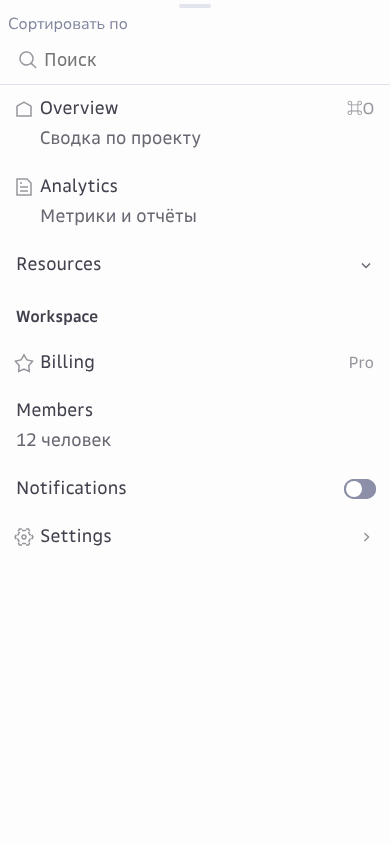 Сортировать по
Поиск
Overview ⌘O
Сводка по проекту
Analytics
Метрики и отчёты
Resources
Workspace
Billing Pro
Members
12 человек
Notifications
Settings